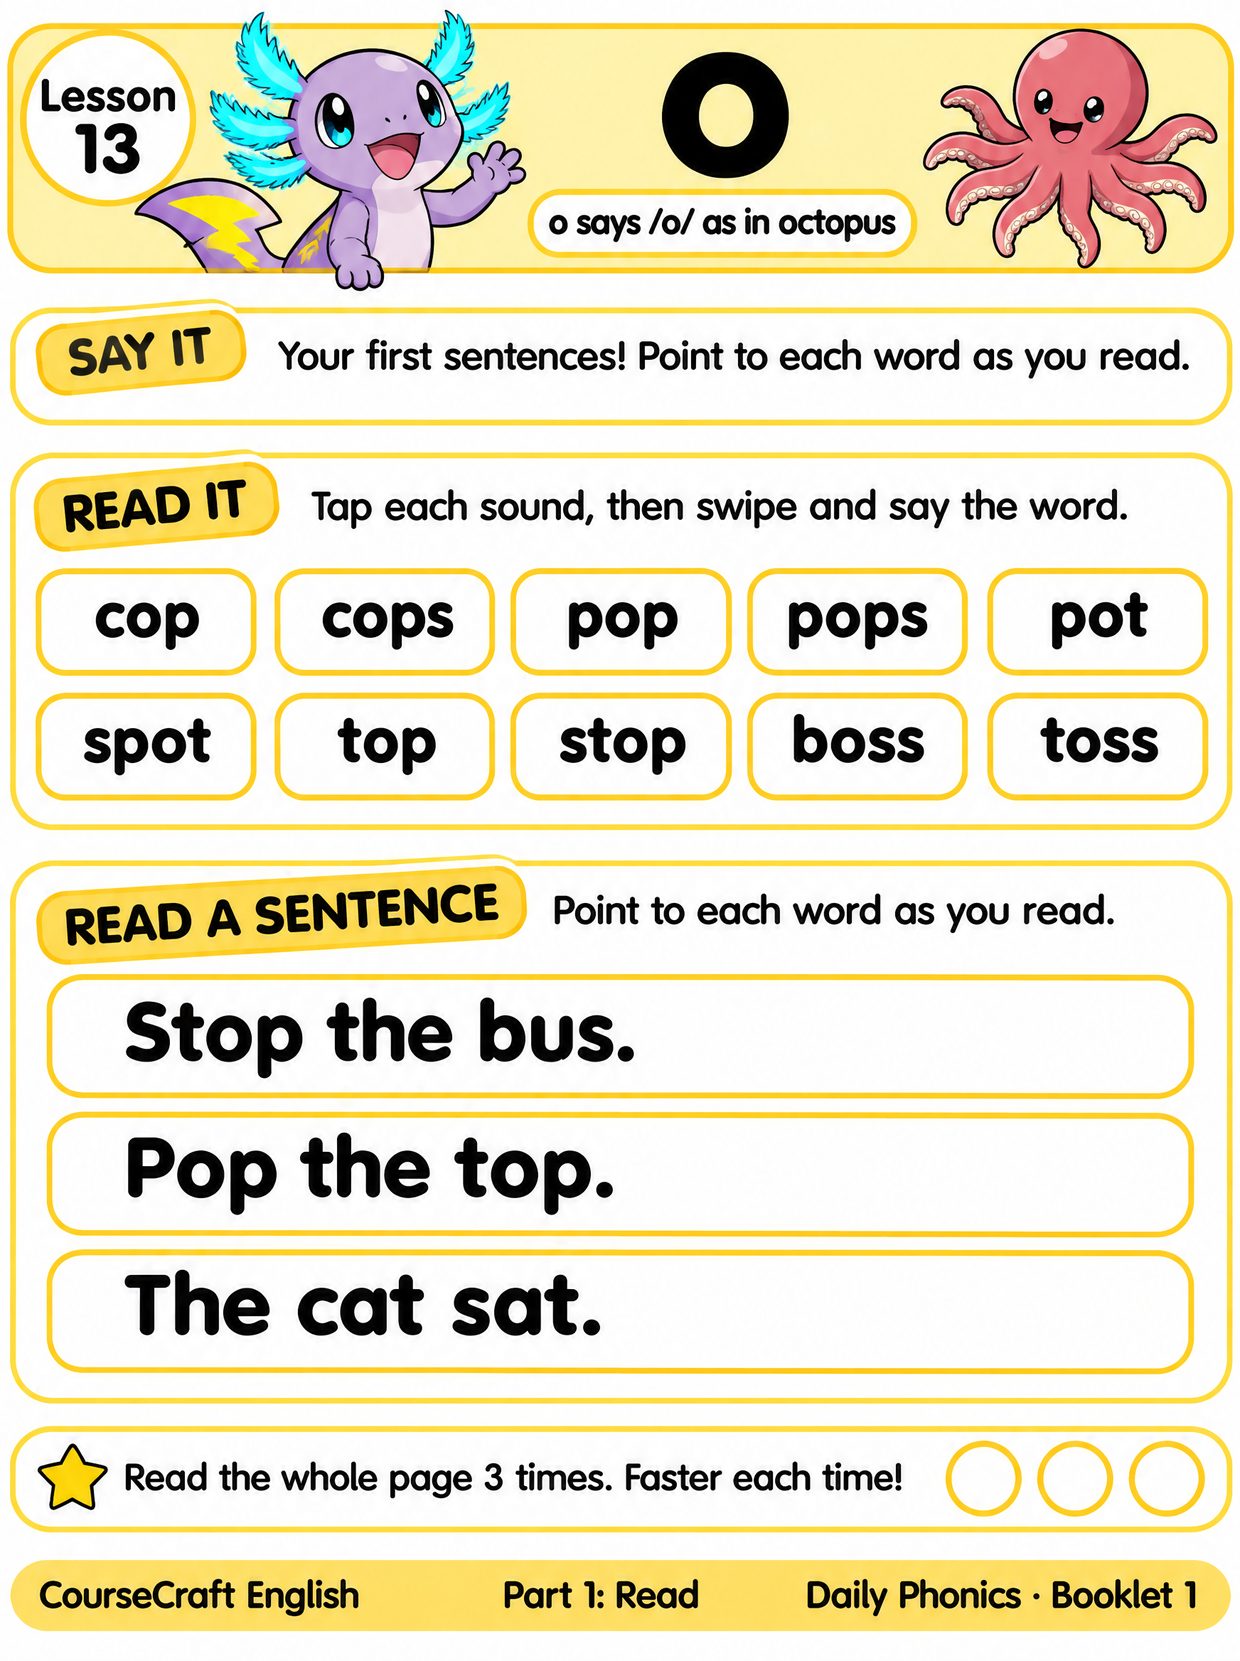 Lesson
13
o
o says /o/ as in octopus
SAY IT
Your first sentences! Point to each word as you read.
READ IT
Tap each sound, then swipe and say the word.
cop cops pop pops pot
spot top stop boss toss
READ A SENTENCE
Point to each word as you read.
Stop the bus.
Pop the top.
The cat sat.
Read the whole page 3 times. Faster each time!
CourseCraft English Part 1: Read Daily Phonics · Booklet 1